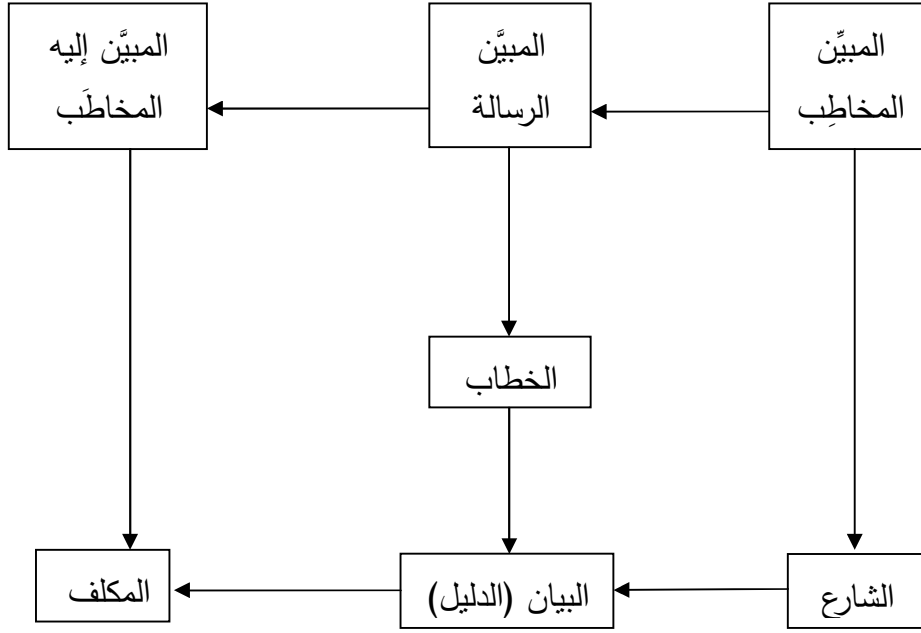 المبيِّن
المخاطِب
المبيَّن
الرسالة
المبيَّن إليه
المخاطَب
الخطاب
الشارع
البيان (الدليل)
المكلف